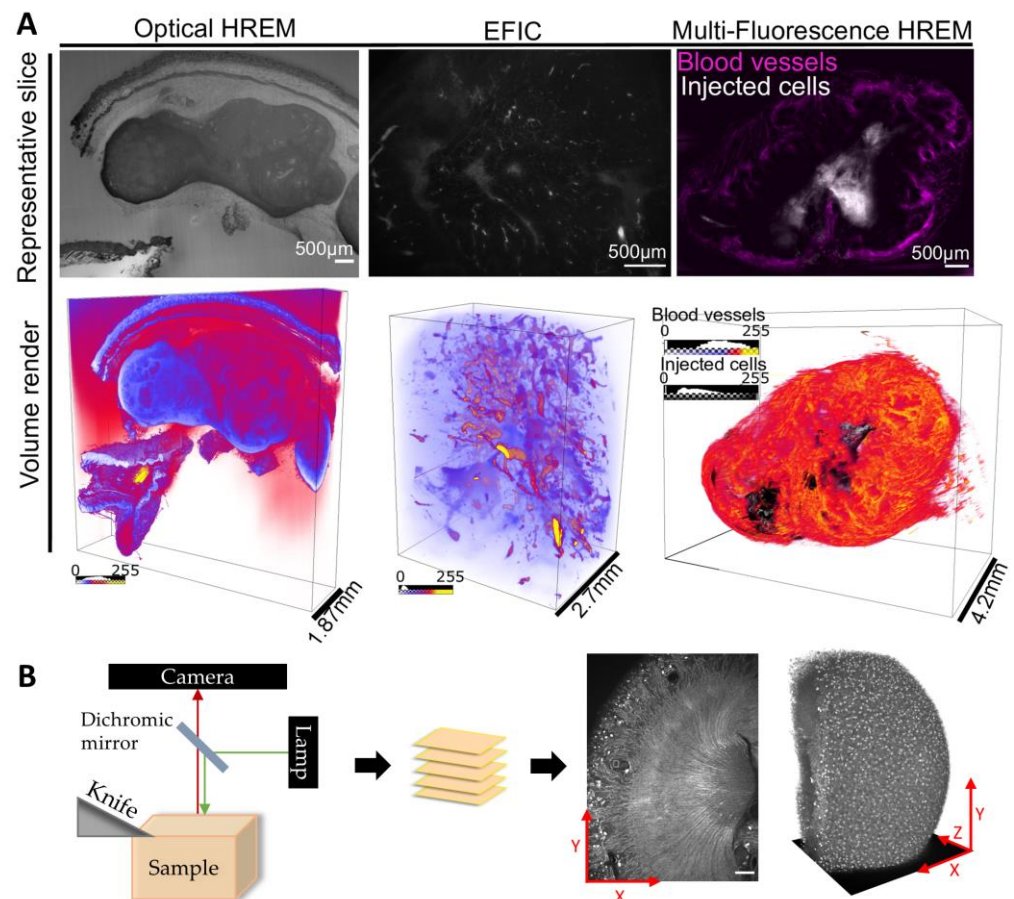 A
Optical HREM
EFIC
Multi-Fluorescence HREM
Representative slice
500µm
500µm
Blood vessels
Injected cells
500µm
Volume render
0 255
1.87mm
0 255
2.7mm
Blood vessels
0 255
Injected cells
0 255
4.2mm
B
Camera
Dichromic
mirror
Lamp
Knife
Sample
Y
X
Y
Z
X